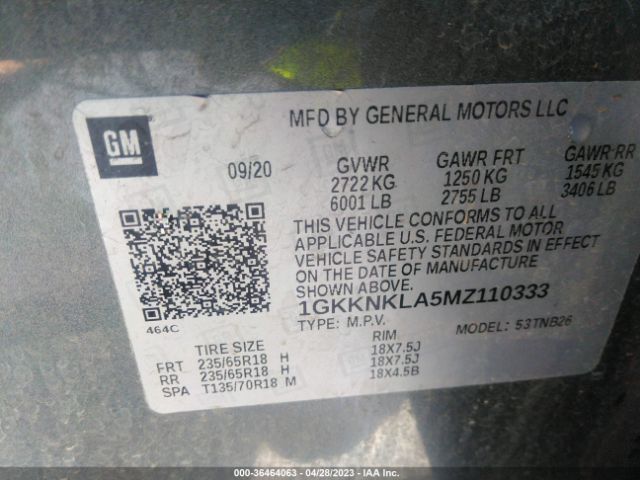 MFD BY GENERAL MOTORS LLC
GM
09/20
GVWR GAWR FRT GAWR RR
2722 KG 1250 KG 1545 KG
6001 LB 2755 LB 3406 LB
THIS VEHICLE CONFORMS TO ALL
APPLICABLE U.S. FEDERAL MOTOR
VEHICLE SAFETY STANDARDS IN EFFECT
ON THE DATE OF MANUFACTURE
1GKKNKLA5MZ110333
TYPE: M.P.V. MODEL: 53TNB26
464C
TIRE SIZE RIM
FRT 235/65R18 H 18X7.5J
RR 235/65R18 H 18X7.5J
SPA T135/70R18 M 18X4.5B
000-36464063 / 04/28/2023 / IAA Inc.